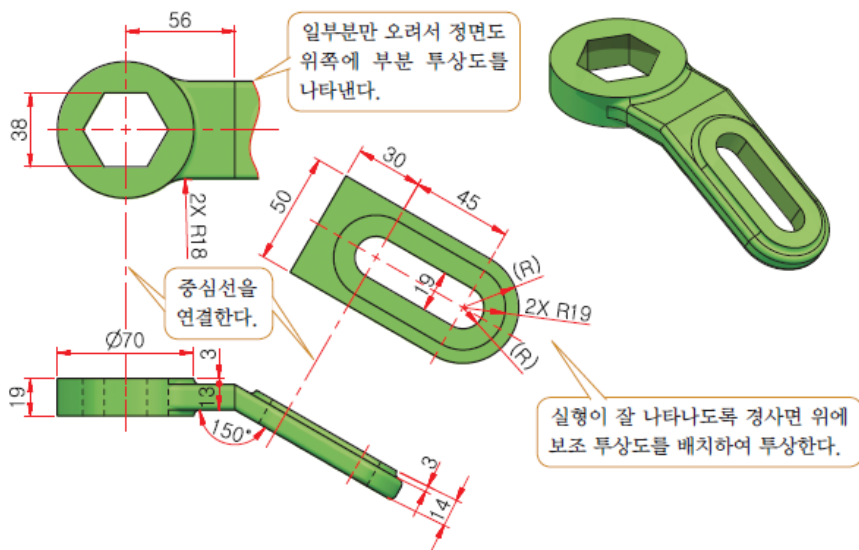 56
일부분만 오려서 정면도
위쪽에 부분 투상도를
나타낸다.
38
2X R18
30
45
50
19
(R)
2X R19
(R)
중심선을
연결한다.
Ø70
3
19
13
150°
실형이 잘 나타나도록 경사면 위에
보조 투상도를 배치하여 투상한다.
3
14